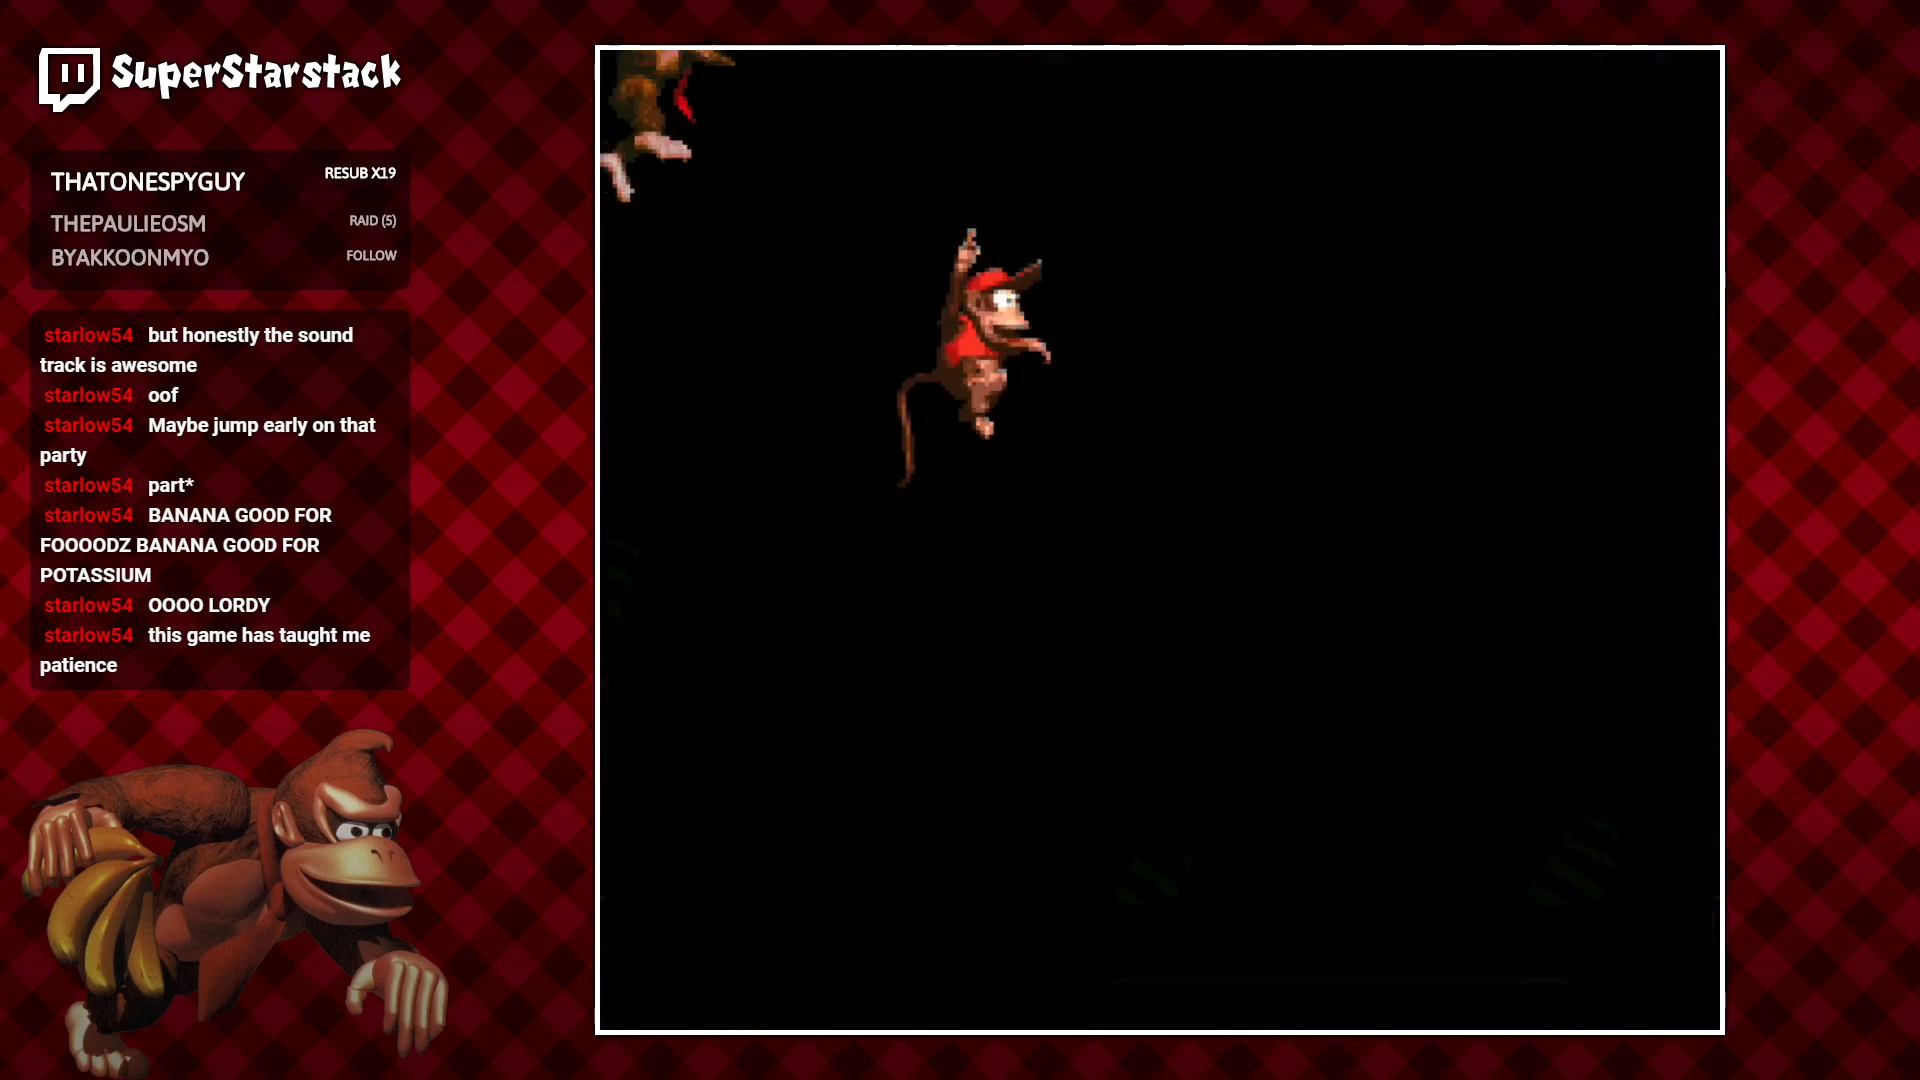 SuperStarstack
THATONESPYGUY RESUB X19
THEPAULIEOSM RAID (5)
BYAKKOONMYO FOLLOW
starlow54 but honestly the sound
track is awesome
starlow54 oof
starlow54 Maybe jump early on that
party
starlow54 part*
starlow54 BANANA GOOD FOR
FOOOODZ BANANA GOOD FOR
POTASSIUM
starlow54 OOOO LORDY
starlow54 this game has taught me
patience